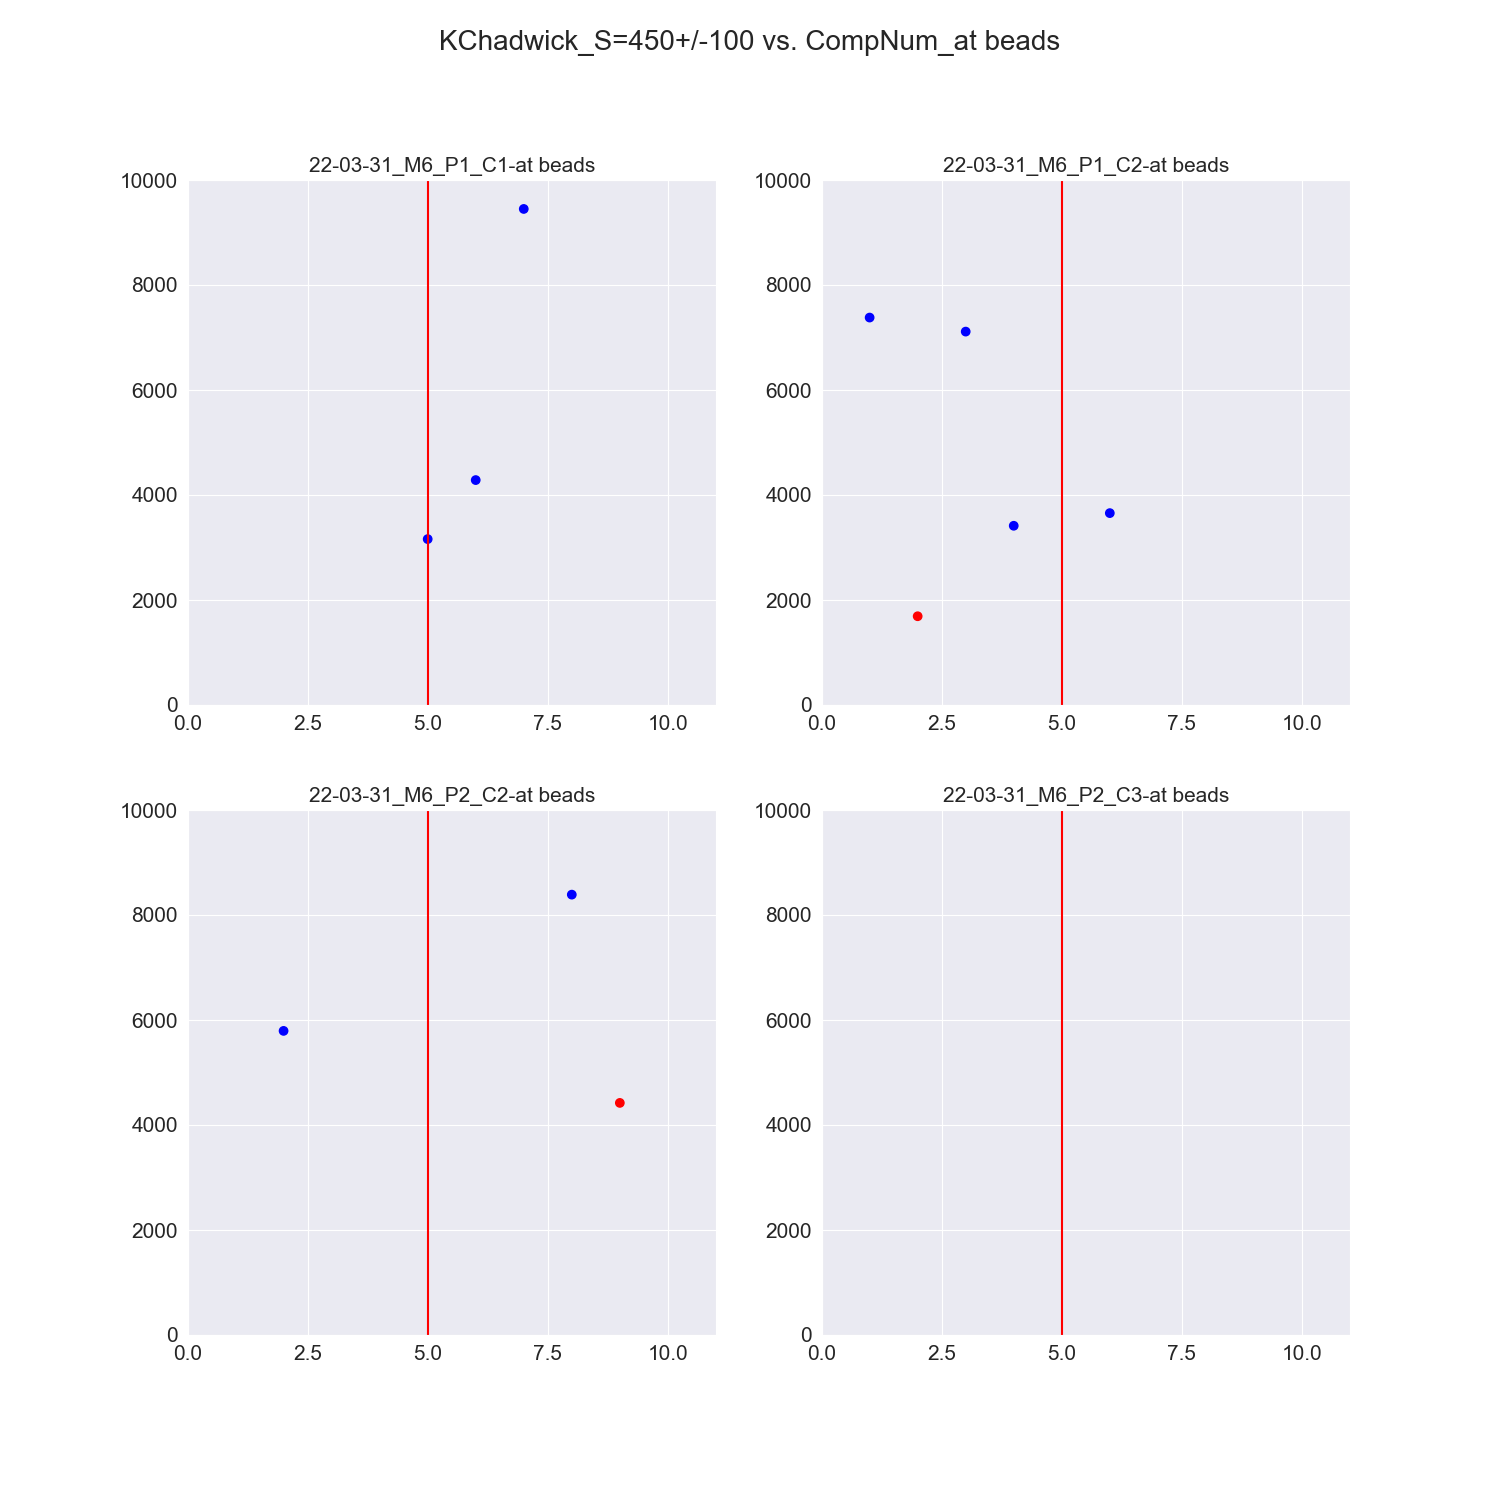 KChadwick_S=450+/-100 vs. CompNum_at beads
22-03-31_M6_P1_C1-at beads
10000
8000
6000
4000
2000
0
0.0 2.5 5.0 7.5 10.0
22-03-31_M6_P1_C2-at beads
10000
8000
6000
4000
2000
0
0.0 2.5 5.0 7.5 10.0
22-03-31_M6_P2_C2-at beads
10000
8000
6000
4000
2000
0
0.0 2.5 5.0 7.5 10.0
22-03-31_M6_P2_C3-at beads
10000
8000
6000
4000
2000
0
0.0 2.5 5.0 7.5 10.0